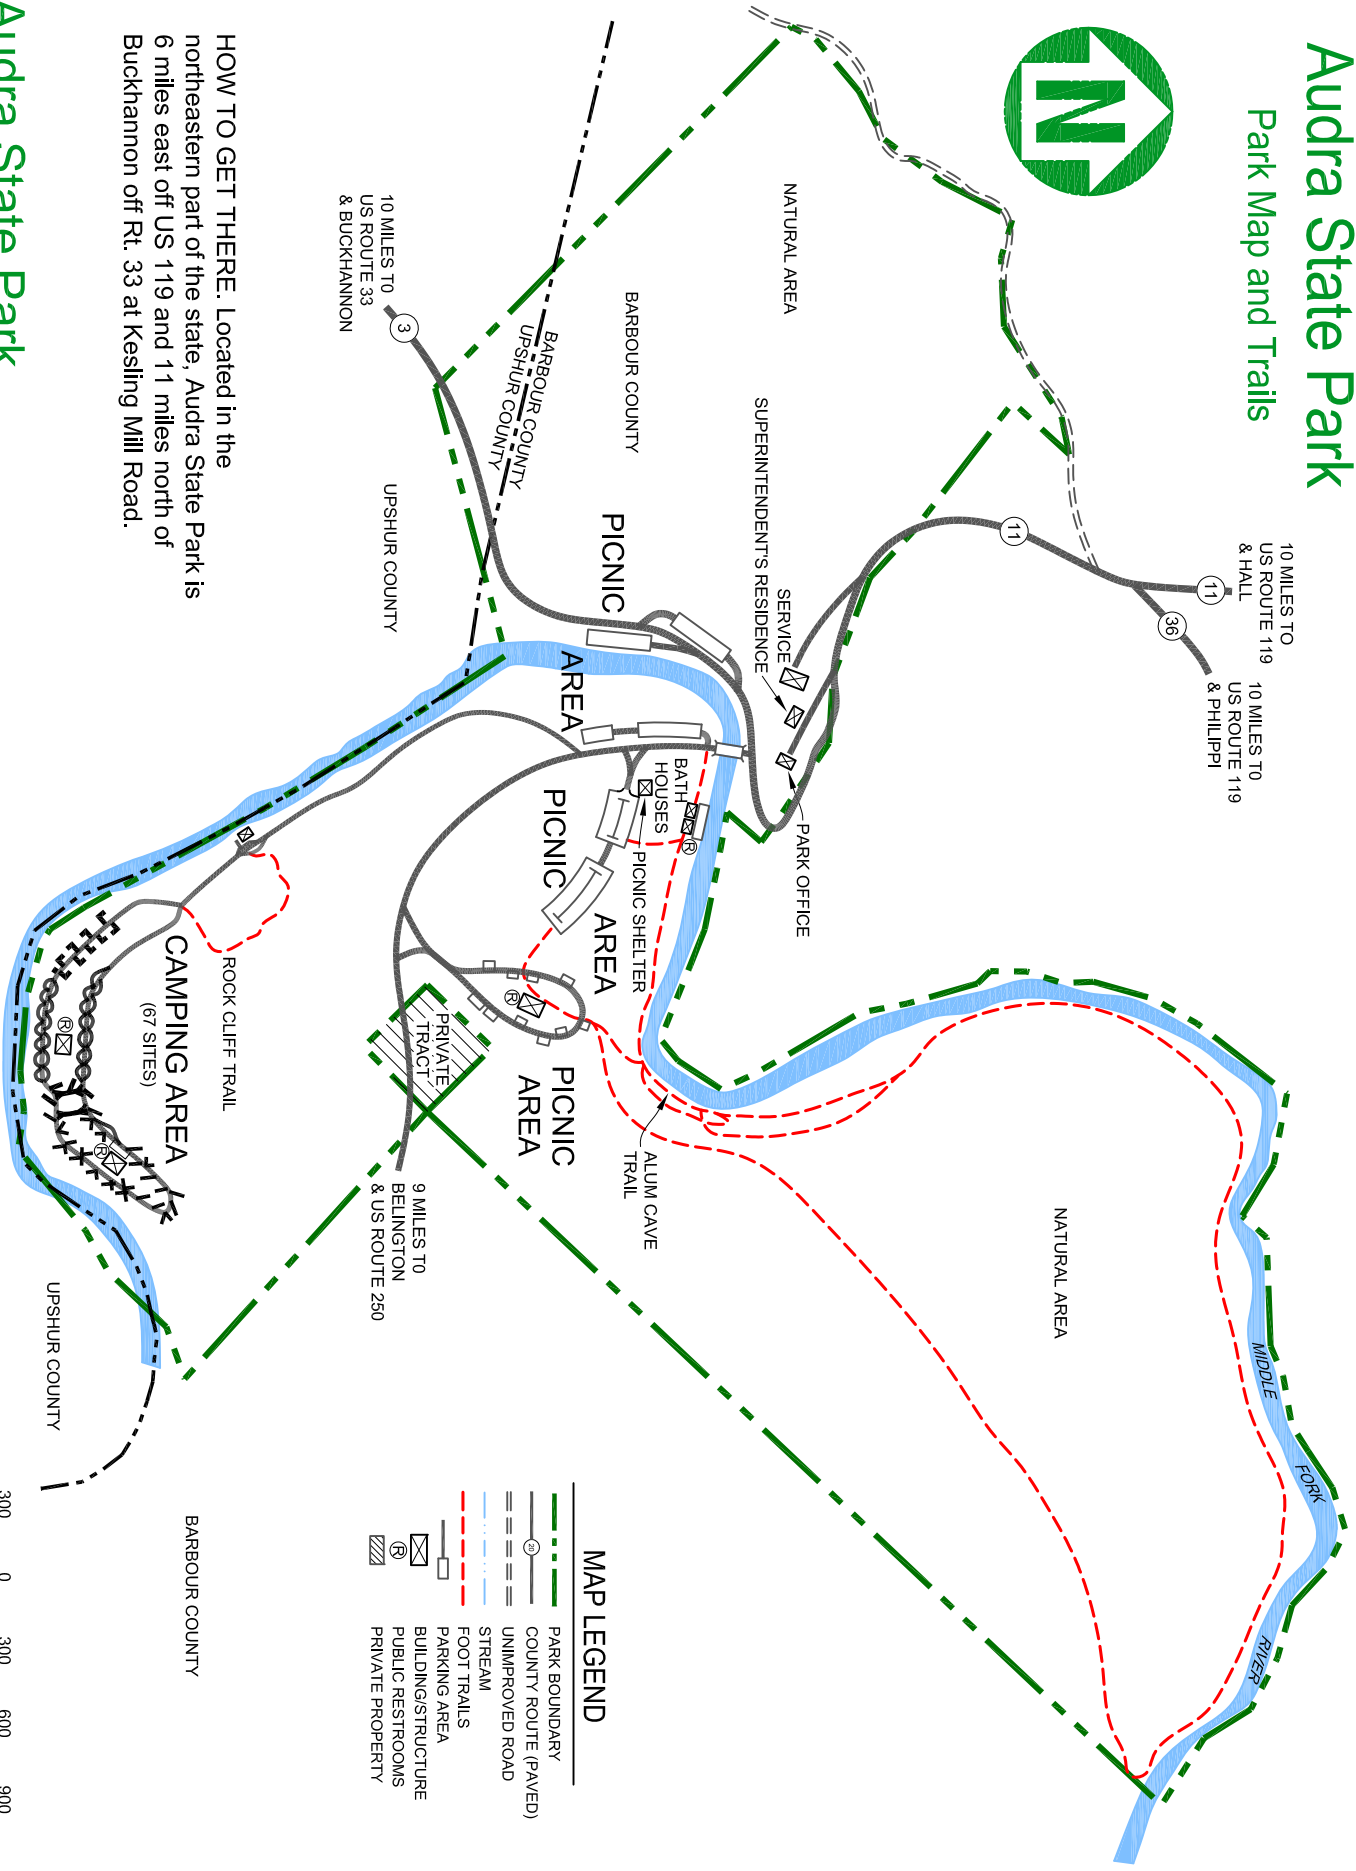 Audra State Park
Park Map and Trails
N
10 MILES TO
US ROUTE 119
& HALL
10 MILES TO
US ROUTE 119
& PHILIPPI
11
36
11
NATURAL AREA
BARBOUR COUNTY
SUPERINTENDENT'S RESIDENCE
SERVICE
PARK OFFICE
PICNIC
AREA
BARBOUR COUNTY
UPSHUR COUNTY
10 MILES TO
US ROUTE 33
& BUCKHANNON
3
UPSHUR COUNTY
BATH
HOUSES
R
PICNIC SHELTER
PICNIC
AREA
R
PICNIC
AREA
PRIVATE
TRACT
ALUM CAVE
TRAIL
NATURAL AREA
MIDDLE
FORK
RIVER
9 MILES TO
BELINGTON
& US ROUTE 250
ROCK CLIFF TRAIL
CAMPING AREA
(67 SITES)
R
R
UPSHUR COUNTY
BARBOUR COUNTY
HOW TO GET THERE. Located in the
northeastern part of the state, Audra State Park is
6 miles east off US 119 and 11 miles north of
Buckhannon off Rt. 33 at Kesling Mill Road.
MAP LEGEND
PARK BOUNDARY
20 COUNTY ROUTE (PAVED)
UNIMPROVED ROAD
STREAM
FOOT TRAILS
PARKING AREA
BUILDING/STRUCTURE
R PUBLIC RESTROOMS
PRIVATE PROPERTY
Audra State Park
300 0 300 600 900